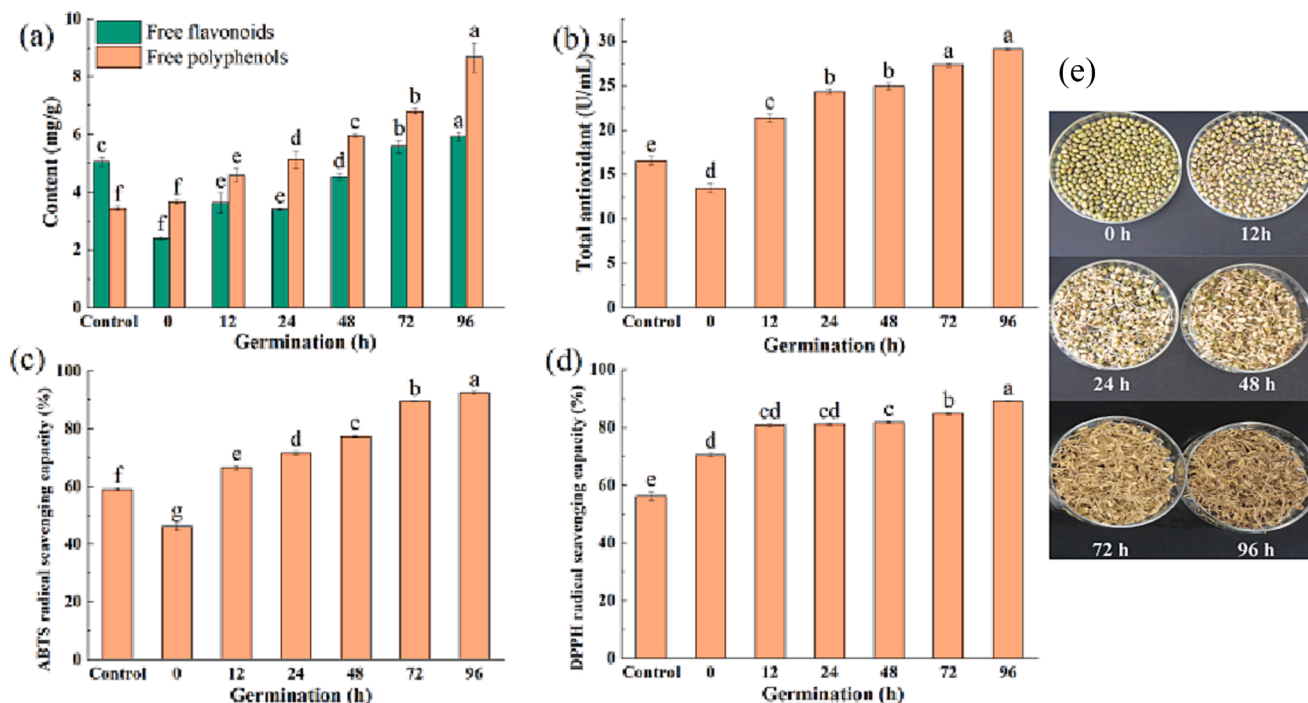 (a)
Free flavonoids
Free polyphenols
Content (mg/g)
10
8
6
4
2
0
c
f
f
f
e
e
e
d
d
c
b
b
a
a
Control 0 12 24 48 72 96
Germination (h)
(b)
Total antioxidant (U/mL)
30
25
20
15
10
5
0
e
d
c
b
b
a
a
Control 0 12 24 48 72 96
Germination (h)
(c)
ABTS radical scavenging capacity (%)
100
80
60
40
20
0
f
g
e
d
c
b
a
Control 0 12 24 48 72 96
Germination (h)
(d)
DPPH radical scavenging capacity (%)
100
80
60
40
20
0
e
d
cd
cd
c
b
a
Control 0 12 24 48 72 96
Germination (h)
(e)
0 h 12h
24 h 48 h
72 h 96 h